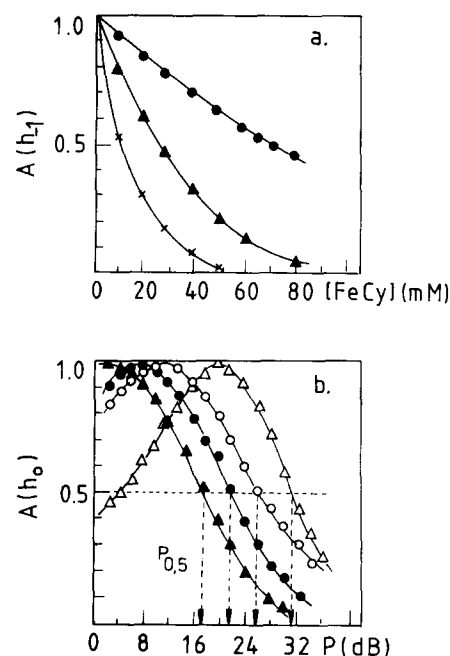 a.
1.0
0.5
A(h₋₁)
0 20 40 60 80 [FeCy](mM)
b.
1.0
0.5
A(h₀)
P₀,₅
0 8 16 24 32 P(dB)